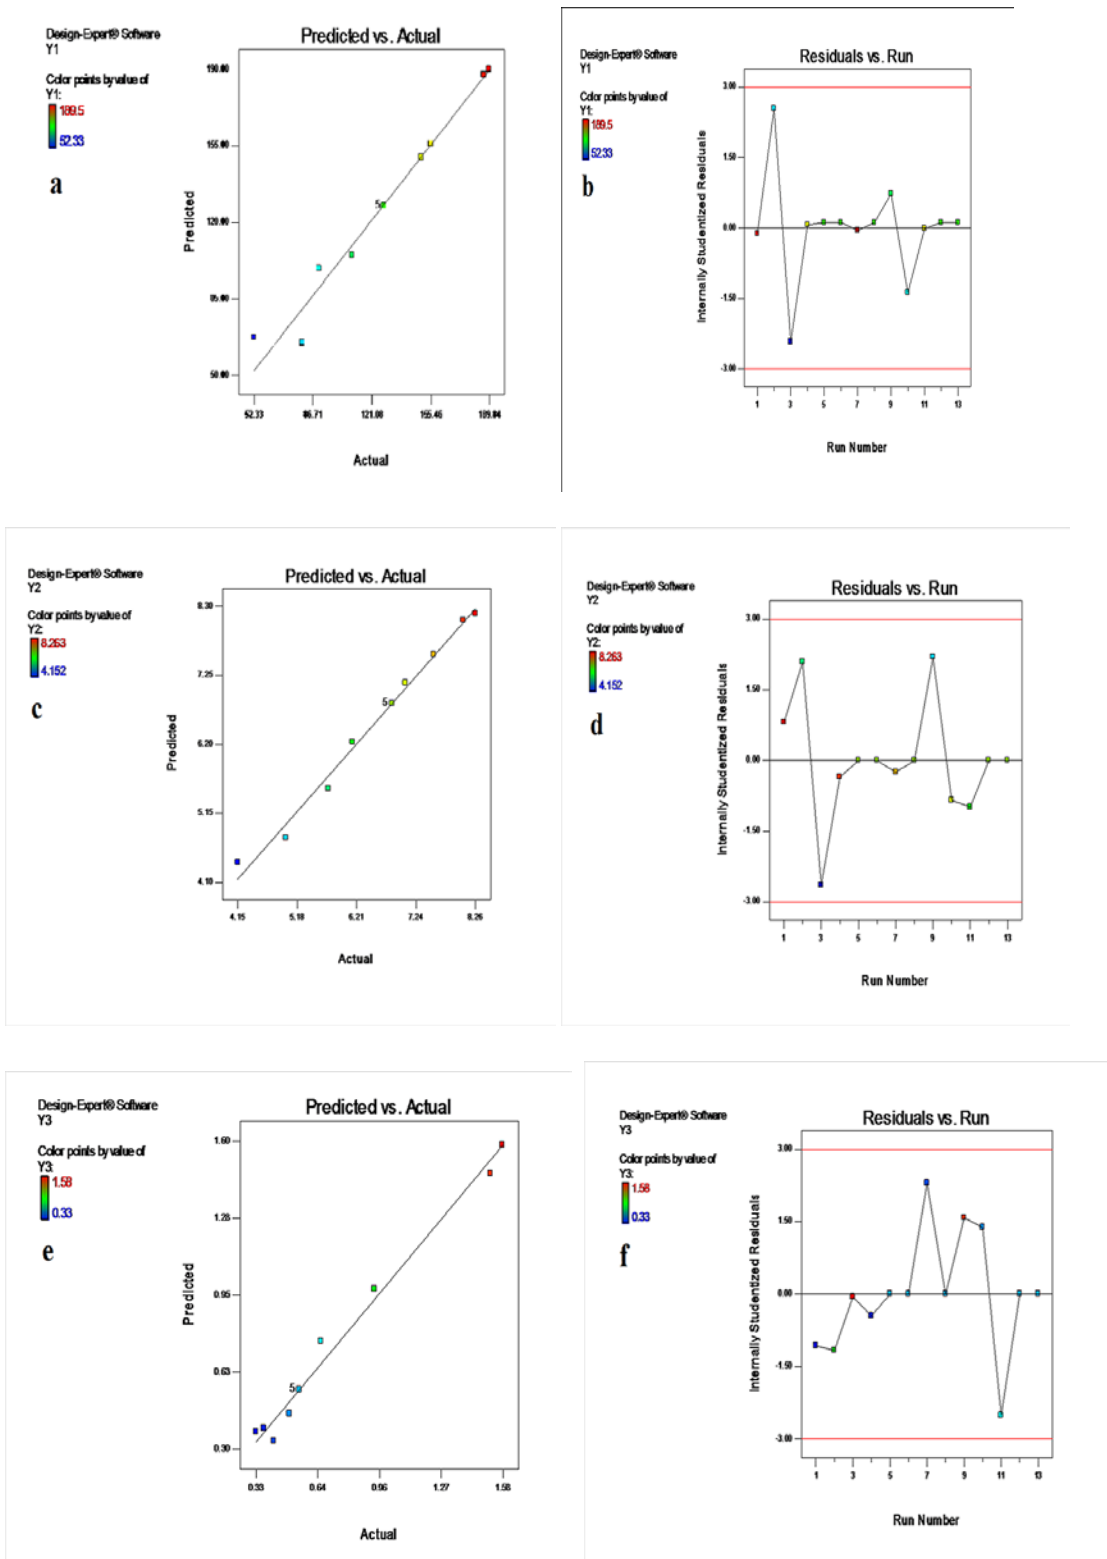 Design-Expert® Software
Y1
Color points by value of
Y1:
189.5
52.33
a
Predicted vs. Actual
190.00
155.00
120.00
85.00
50.00
5
Predicted
52.33
86.71
121.08
155.46
189.84
Actual
Design-Expert® Software
Y1
Color points by value of
Y1:
189.5
52.33
b
Residuals vs. Run
3.00
1.50
0.00
-1.50
-3.00
Internally Studentized Residuals
1
3
5
7
9
11
13
Run Number
Design-Expert® Software
Y2
Color points by value of
Y2:
8.263
4.152
c
Predicted vs. Actual
8.30
7.25
6.20
5.15
4.10
5
Predicted
4.15
5.18
6.21
7.24
8.26
Actual
Design-Expert® Software
Y2
Color points by value of
Y2:
8.263
4.152
d
Residuals vs. Run
3.00
1.50
0.00
-1.50
-3.00
Internally Studentized Residuals
1
3
5
7
9
11
13
Run Number
Design-Expert® Software
Y3
Color points by value of
Y3:
1.58
0.33
e
Predicted vs. Actual
1.60
1.28
0.95
0.63
0.30
5
Predicted
0.33
0.64
0.96
1.27
1.58
Actual
Design-Expert® Software
Y3
Color points by value of
Y3:
1.58
0.33
f
Residuals vs. Run
3.00
1.50
0.00
-1.50
-3.00
Internally Studentized Residuals
1
3
5
7
9
11
13
Run Number